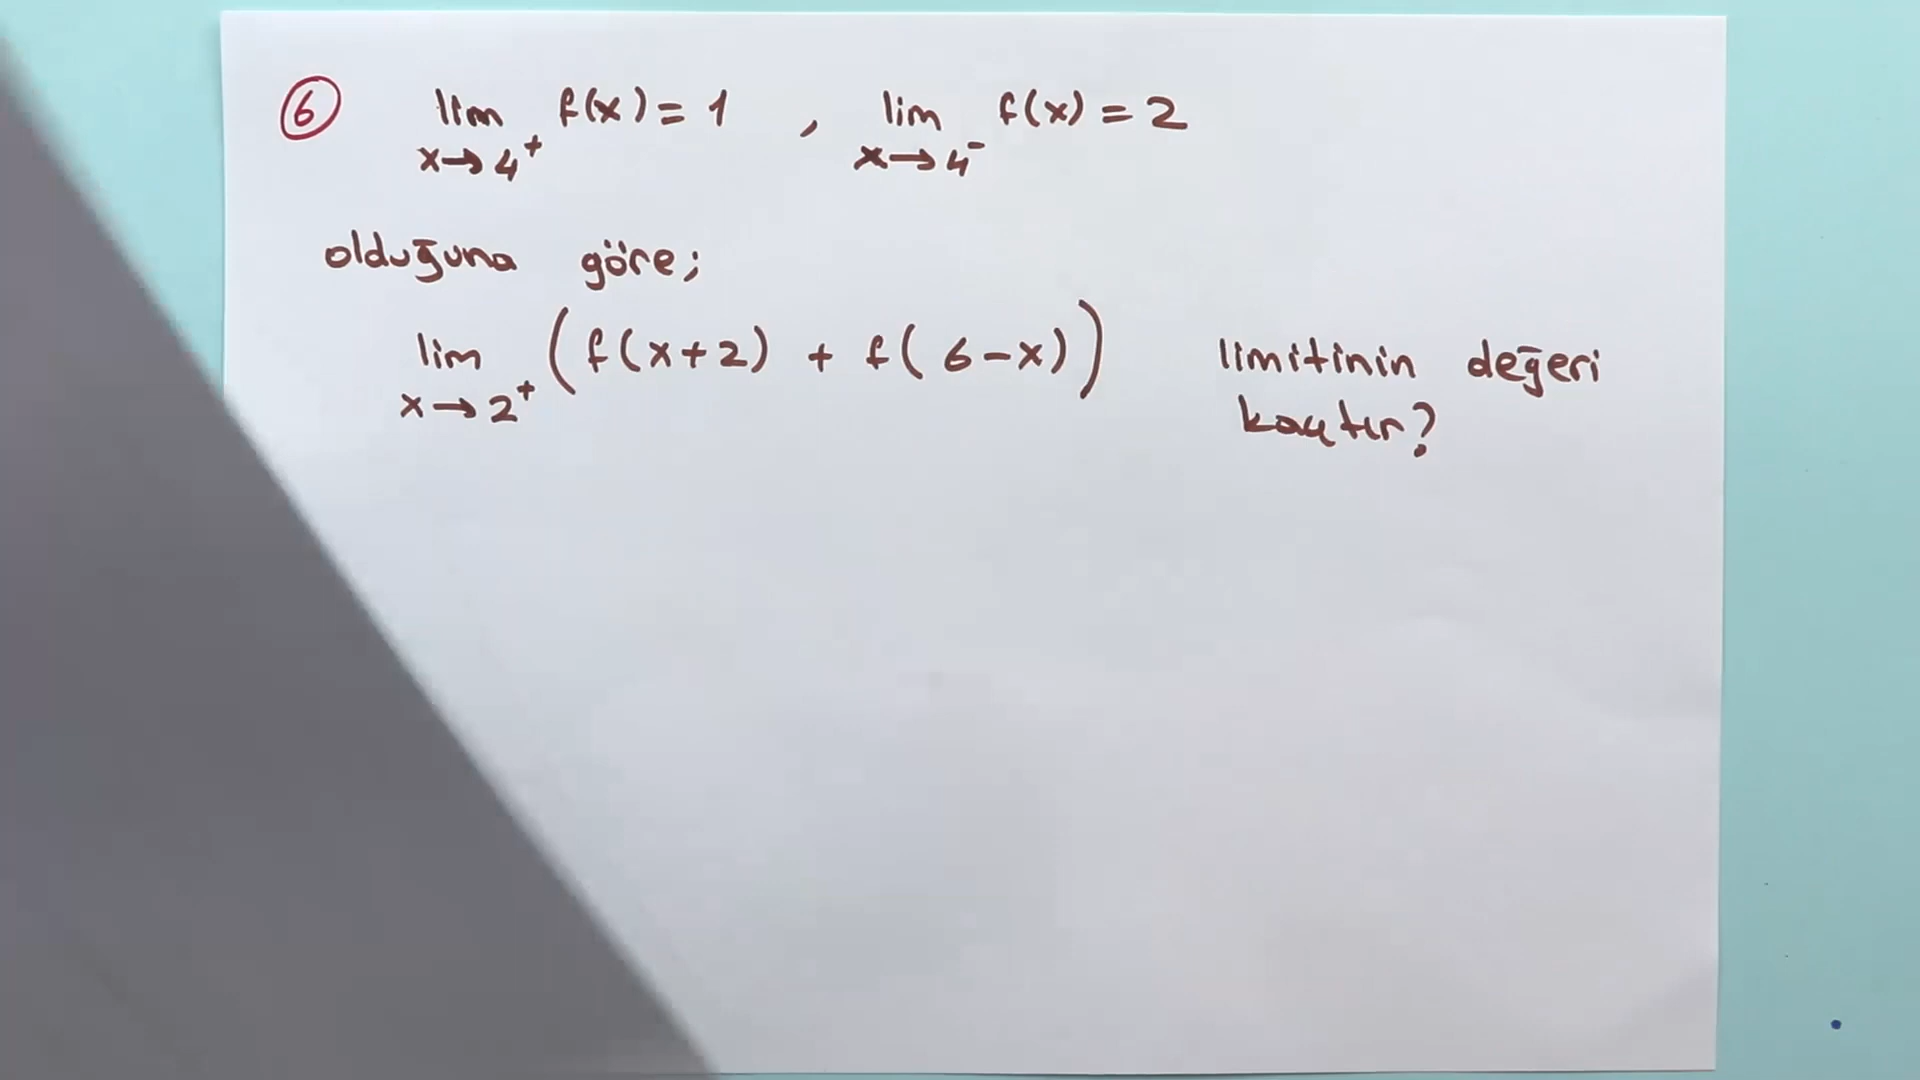 6 lim x→4⁺ f(x) = 1 , lim x→4⁻ f(x) = 2
olduğuna göre;
lim x→2⁺ (f(x+2) + f(6-x)) limitinin değeri
kaçtır?